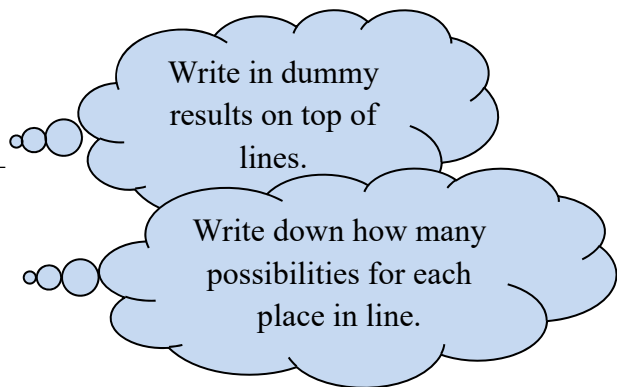 Write in dummy
results on top of
lines.
Write down how many
possibilities for each
place in line.